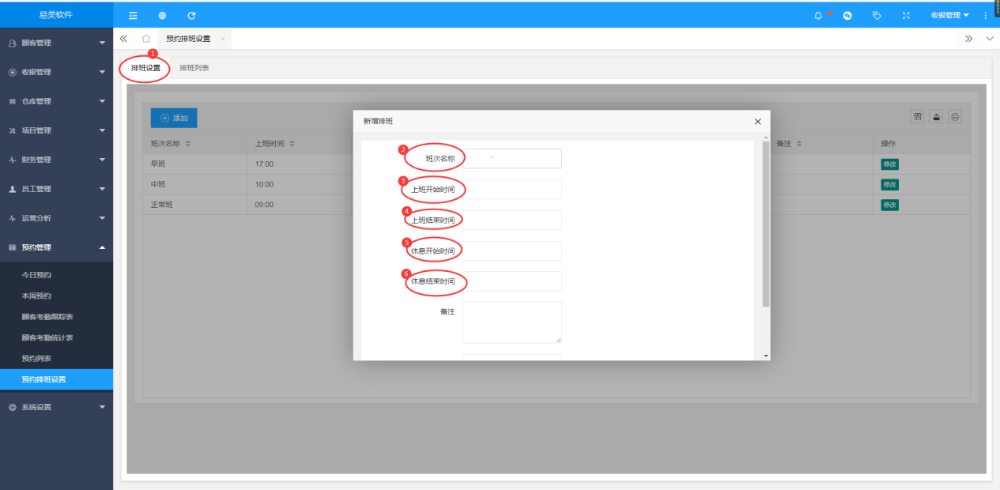 易美软件
收银管理
顾客管理
预约排班设置
收银管理
仓库管理
项目管理
财务管理
员工管理
运营分析
预约管理
今日预约
本周预约
顾客考勤跟踪表
顾客考勤统计表
预约列表
预约排班设置
系统设置
1
排班设置
排班列表
添加
班次名称
上班时间
备注
操作
早班
17:00
修改
中班
10:00
修改
正常班
09:00
修改
新增排班
2
班次名称
3
上班开始时间
4
上班结束时间
5
休息开始时间
6
休息结束时间
备注